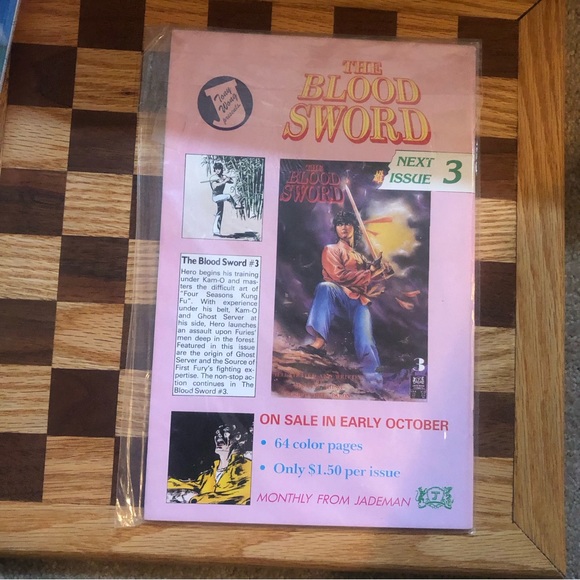 Tony
Wong
presents
THE
BLOOD
SWORD
NEXT
ISSUE 3
THE
BLOOD
SWORD
#
The Blood Sword #3
Hero begins his training
under Kam-O and mas-
ters the difficult art of
"Four Seasons Kung
Fu". With experience
under his belt, Kam-O
and Ghost Server at
his side, Hero launches
an assault upon Furies'
men deep in the forest.
Featured in this issue
are the origin of Ghost
Server and the Source of
First Fury's fighting ex-
pertise. The non-stop ac-
tion continues in The
Blood Sword #3.
3
ON SALE IN EARLY OCTOBER
• 64 color pages
• Only $1.50 per issue
MONTHLY FROM JADEMAN
J